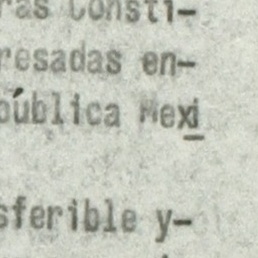 ras Consti-
resadas en-
pública Mexi
sferible y-